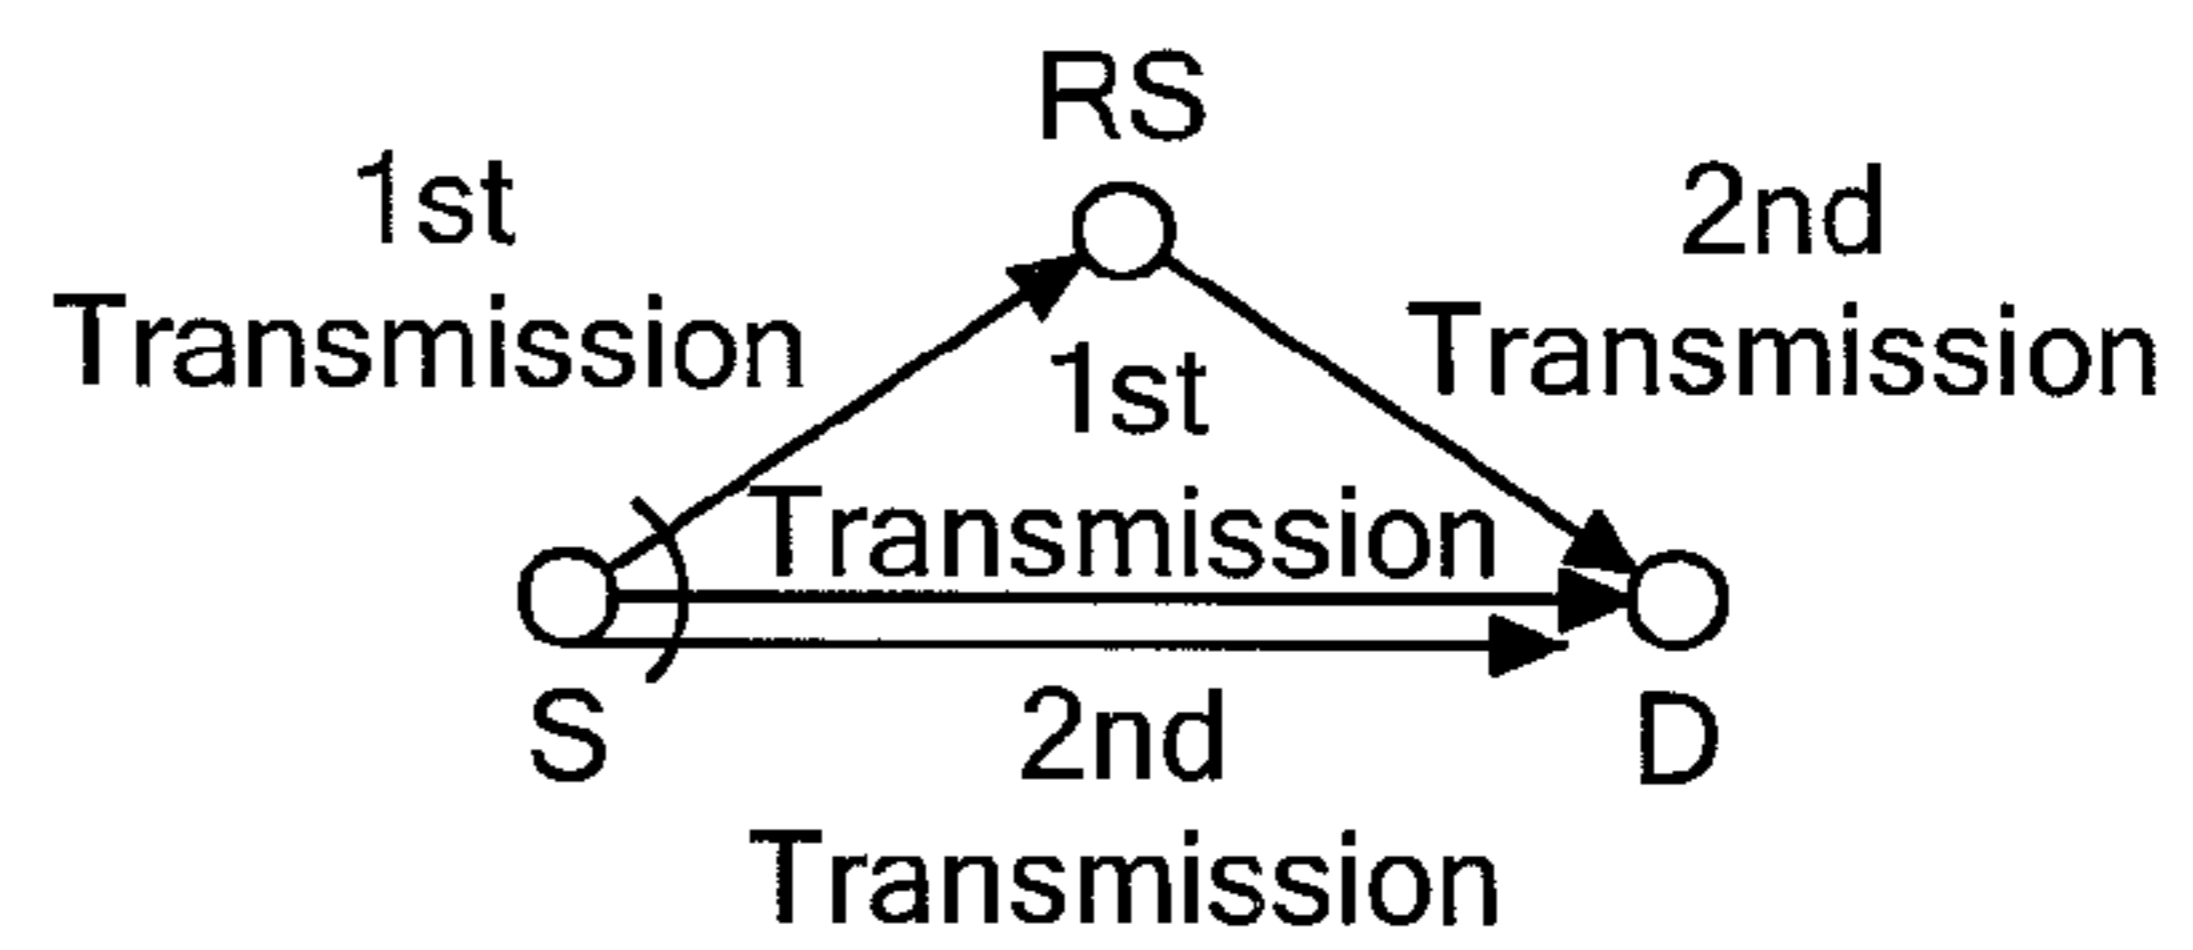 RS
1st
Transmission
2nd
Transmission
1st
Transmission
S
D
2nd
Transmission